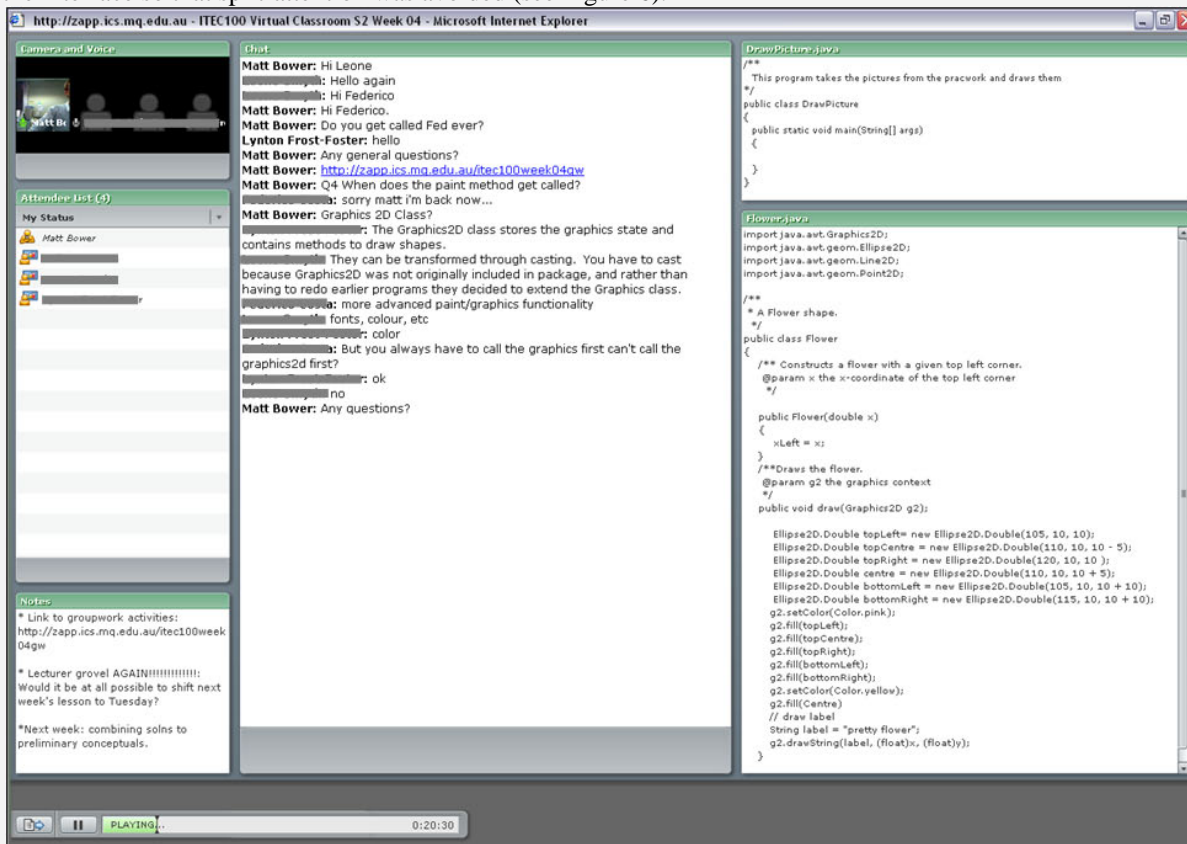 interface so that split attention was avoided (see Figure
http://zapp.ics.mq.edu.au - ITEC100 Virtual Classroom S2 Week 04 - Microsoft Internet Explorer
Camera and Voice
Matt Bo
Attendee List (4)
My Status
Matt Bower
Notes
* Link to groupwork activities:
http://zapp.ics.mq.edu.au/itec100week
04gw
* Lecturer grovel AGAIN!!!!!!!!!!!!!:
Would it be at all possible to shift next
week's lesson to Tuesday?
*Next week: combining solns to
preliminary conceptuals.
Chat
Matt Bower: Hi Leone
: Hello again
: Hi Federico
Matt Bower: Hi Federico.
Matt Bower: Do you get called Fed ever?
Lynton Frost-Foster: hello
Matt Bower: Any general questions?
Matt Bower: http://zapp.ics.mq.edu.au/itec100week04gw
Matt Bower: Q4 When does the paint method get called?
a: sorry matt i'm back now...
Matt Bower: Graphics 2D Class?
r: The Graphics2D class stores the graphics state and
contains methods to draw shapes.
They can be transformed through casting. You have to cast
because Graphics2D was not originally included in package, and rather than
having to redo earlier programs they decided to extend the Graphics class.
a: more advanced paint/graphics functionality
fonts, colour, etc
r: color
a: But you always have to call the graphics first can't call the
graphics2d first?
r: ok
no
Matt Bower: Any questions?
DrawPicture.java
/**
This program takes the pictures from the pracwork and draws them
*/
public class DrawPicture
{
public static void main(String[] args)
{
}
}
Flower.java
import java.awt.Graphics2D;
import java.awt.geom.Ellipse2D;
import java.awt.geom.Line2D;
import java.awt.geom.Point2D;
/**
* A Flower shape.
*/
public class Flower
{
/** Constructs a flower with a given top left corner.
@param x the x-coordinate of the top left corner
*/
public Flower(double x)
{
xLeft = x;
}
/**Draws the flower.
@param g2 the graphics context
*/
public void draw(Graphics2D g2);
Ellipse2D.Double topLeft= new Ellipse2D.Double(105, 10, 10);
Ellipse2D.Double topCentre = new Ellipse2D.Double(110, 10, 10 - 5);
Ellipse2D.Double topRight = new Ellipse2D.Double(120, 10, 10 );
Ellipse2D.Double centre = new Ellipse2D.Double(110, 10, 10 + 5);
Ellipse2D.Double bottomLeft = new Ellipse2D.Double(105, 10, 10 + 10);
Ellipse2D.Double bottomRight = new Ellipse2D.Double(115, 10, 10 + 10);
g2.setColor(Color.pink);
g2.fill(topLeft);
g2.fill(topCentre);
g2.fill(topRight);
g2.fill(bottomLeft);
g2.fill(bottomRight);
g2.setColor(Color.yellow);
g2.fill(Centre)
// draw label
String label = "pretty flower";
g2.drawString(label, (float)x, (float)y);
}
PLAYING...
0:20:30